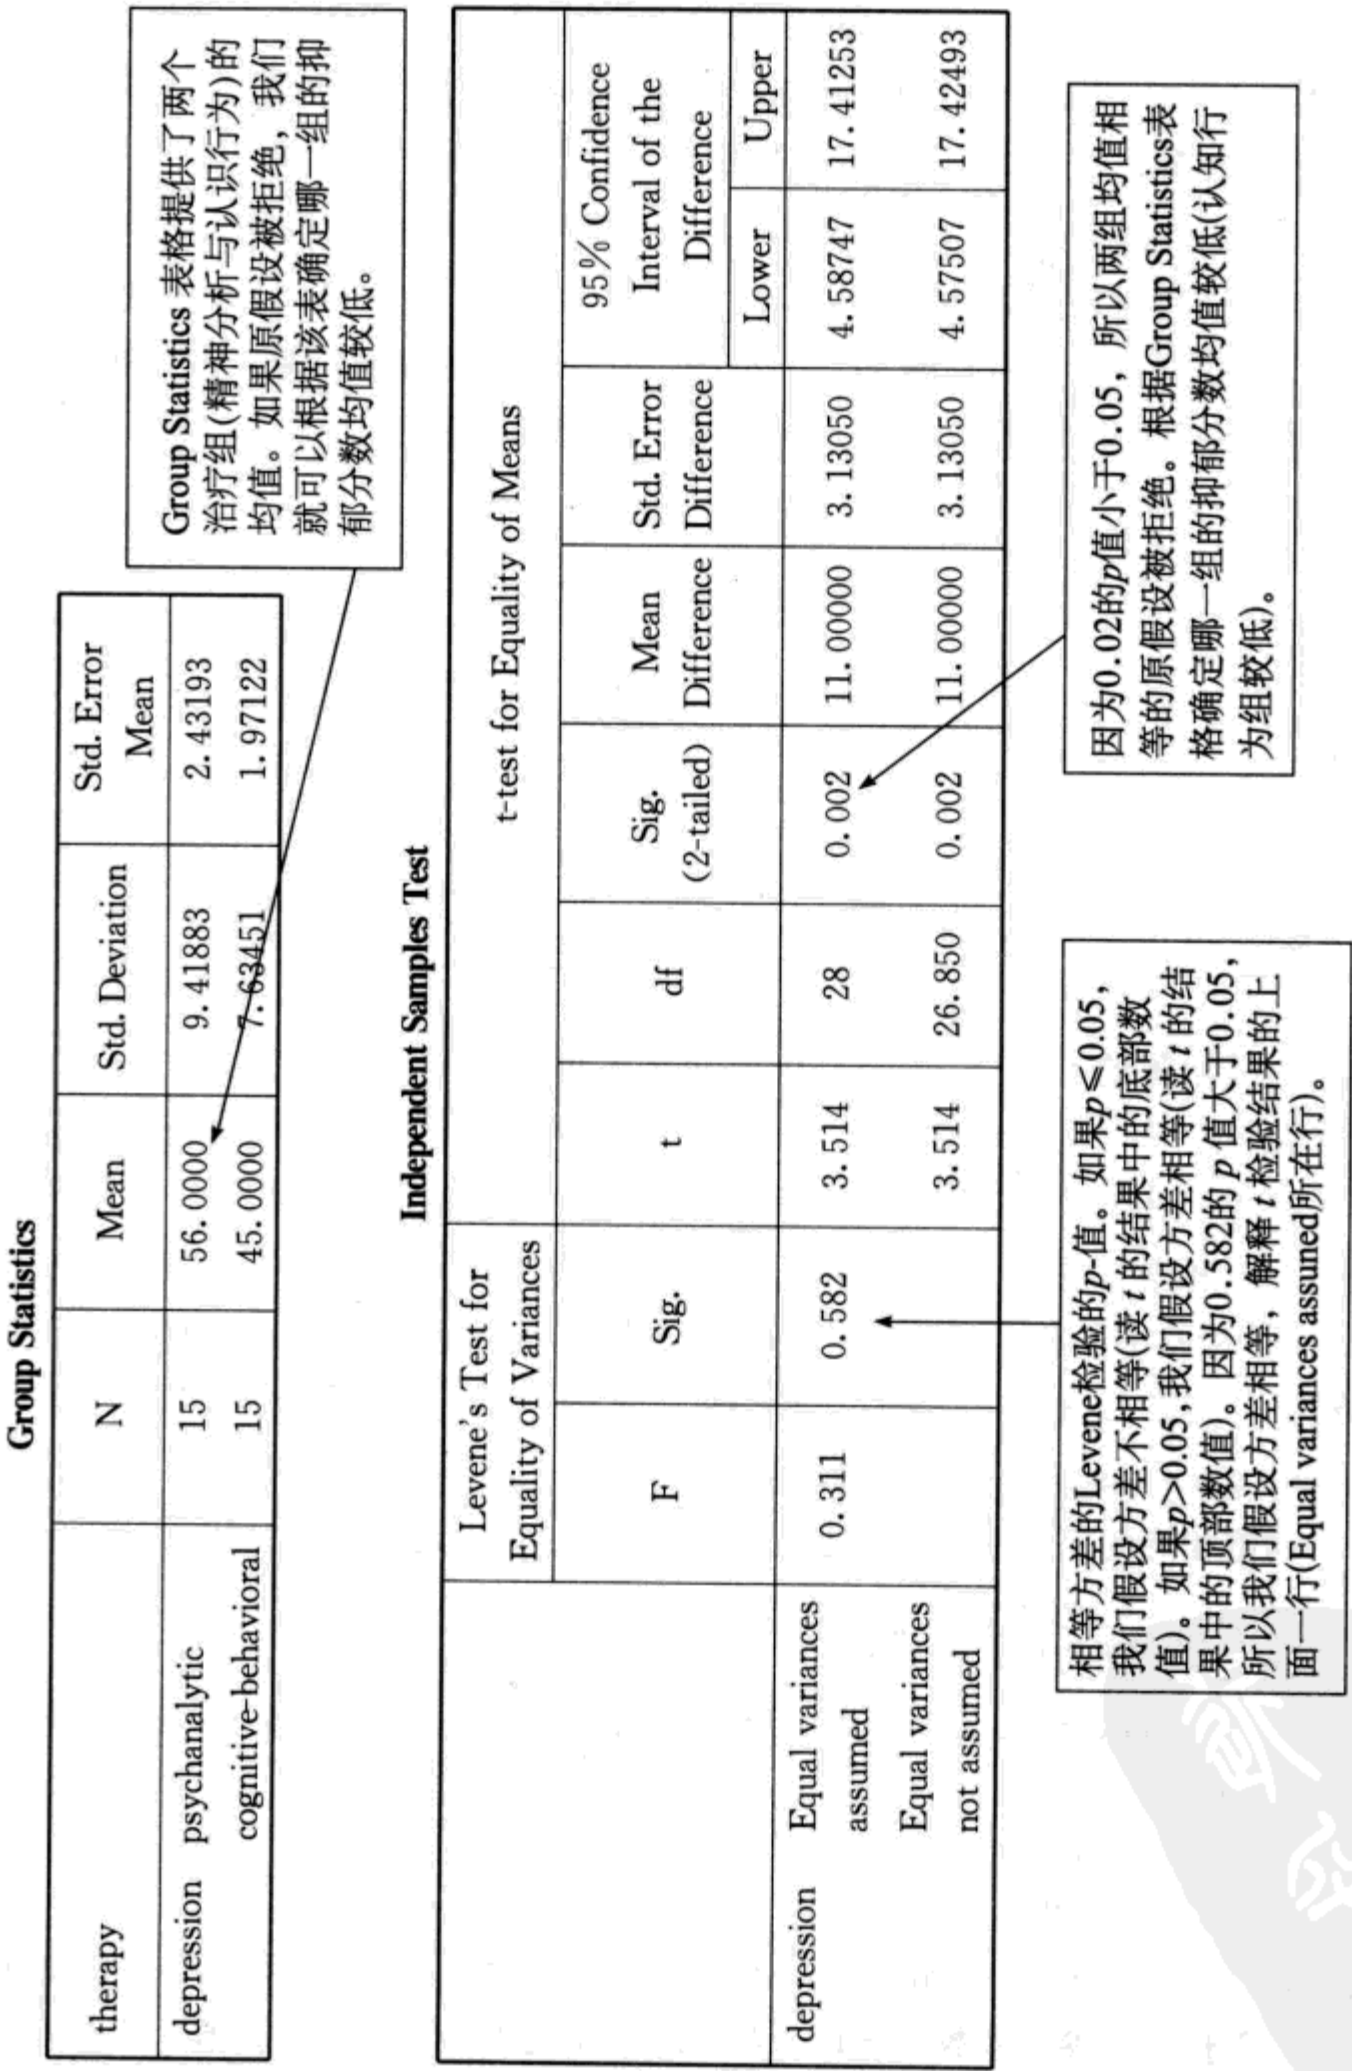 Group Statistics
therapy N Mean Std. Deviation Std. Error Mean
depression psychanalytic 15 56.0000 9.41883 2.43193
cognitive-behavioral 15 45.0000 7.63451 1.97122
Group Statistics 表格提供了两个
治疗组(精神分析与认识行为)的
均值。如果原假设被拒绝，我们
就可以根据该表确定哪一组的抑
郁分数均值较低。
Independent Samples Test
Levene's Test for
Equality of Variances
t-test for Equality of Means
F Sig. t df Sig.
(2-tailed)
Mean
Difference
Std. Error
Difference
95% Confidence
Interval of the
Difference
Lower Upper
depression Equal variances
assumed
0.311 0.582 3.514 28 0.002 11.00000 3.13050 4.58747 17.41253
Equal variances
not assumed
3.514 26.850 0.002 11.00000 3.13050 4.57507 17.42493
相等方差的Levene检验的p-值。如果p≤0.05，
我们假设方差不相等(读 t 的结果中的底部数
值)。如果p>0.05,我们假设方差相等(读 t 的结
果中的顶部数值)。因为0.582的 p 值大于0.05，
所以我们假设方差相等，解释 t 检验结果的上
面一行(Equal variances assumed所在行)。
因为0.02的p值小于0.05，所以两组均值相
等的原假设被拒绝。根据Group Statistics表
格确定哪一组的抑郁分数均值较低(认知行
为组较低)。